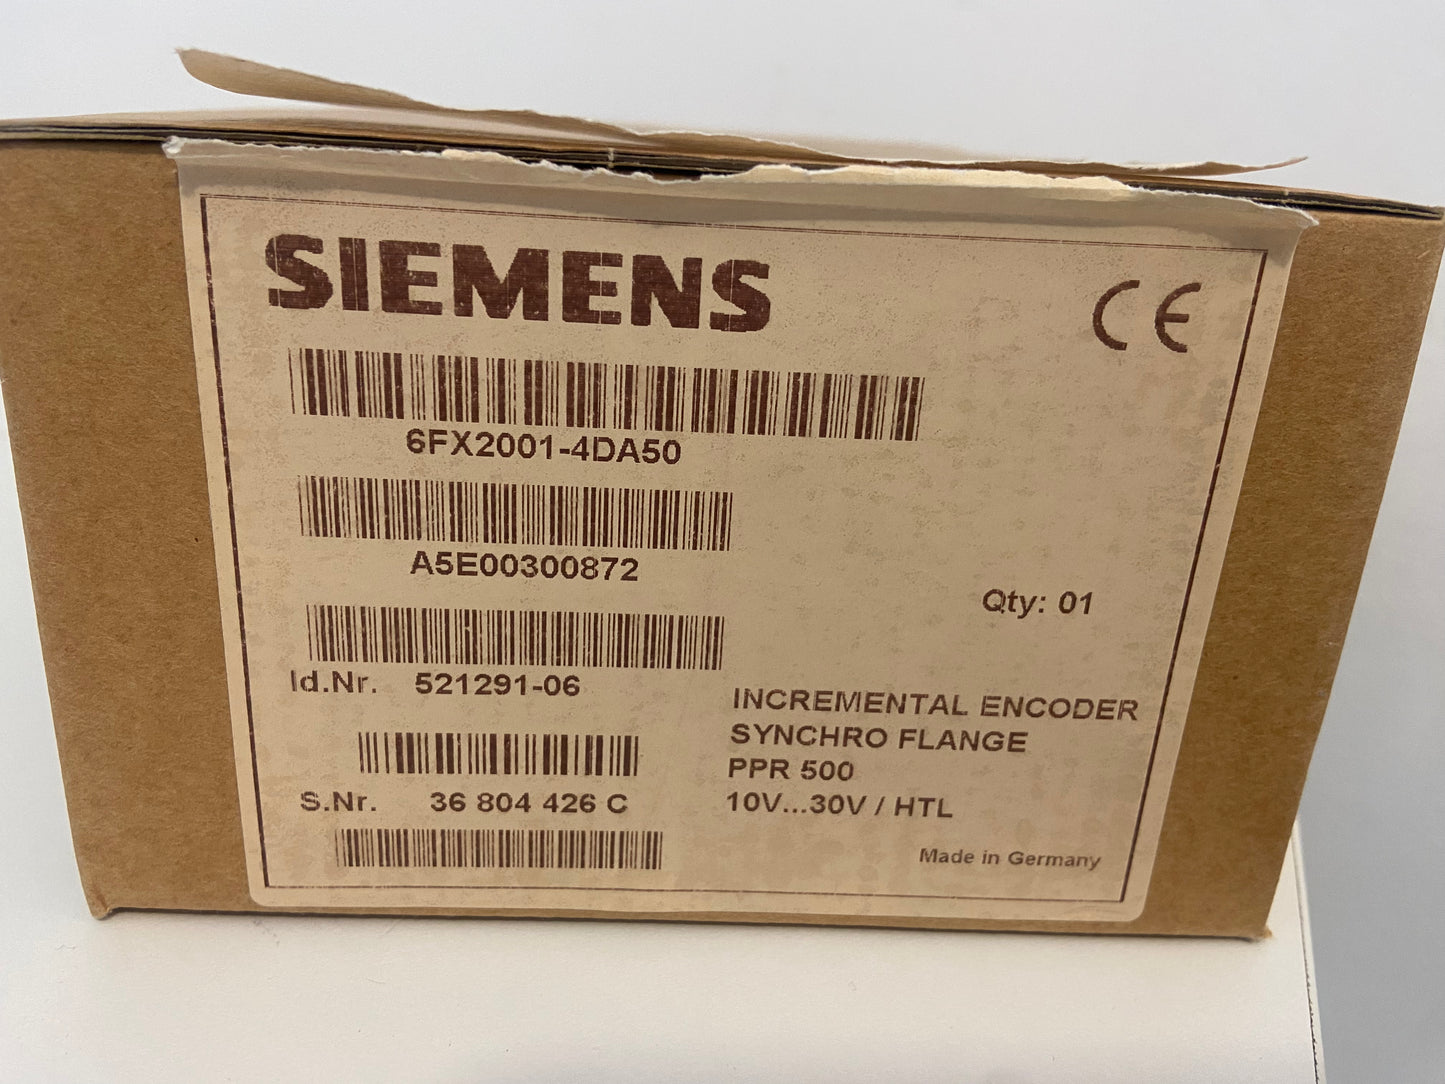 SIEMENS
CE
6FX2001-4DA50
A5E00300872
Qty: 01
Id.Nr. 521291-06
INCREMENTAL ENCODER
SYNCHRO FLANGE
PPR 500
S.Nr. 36 804 426 C
10V...30V / HTL
Made in Germany